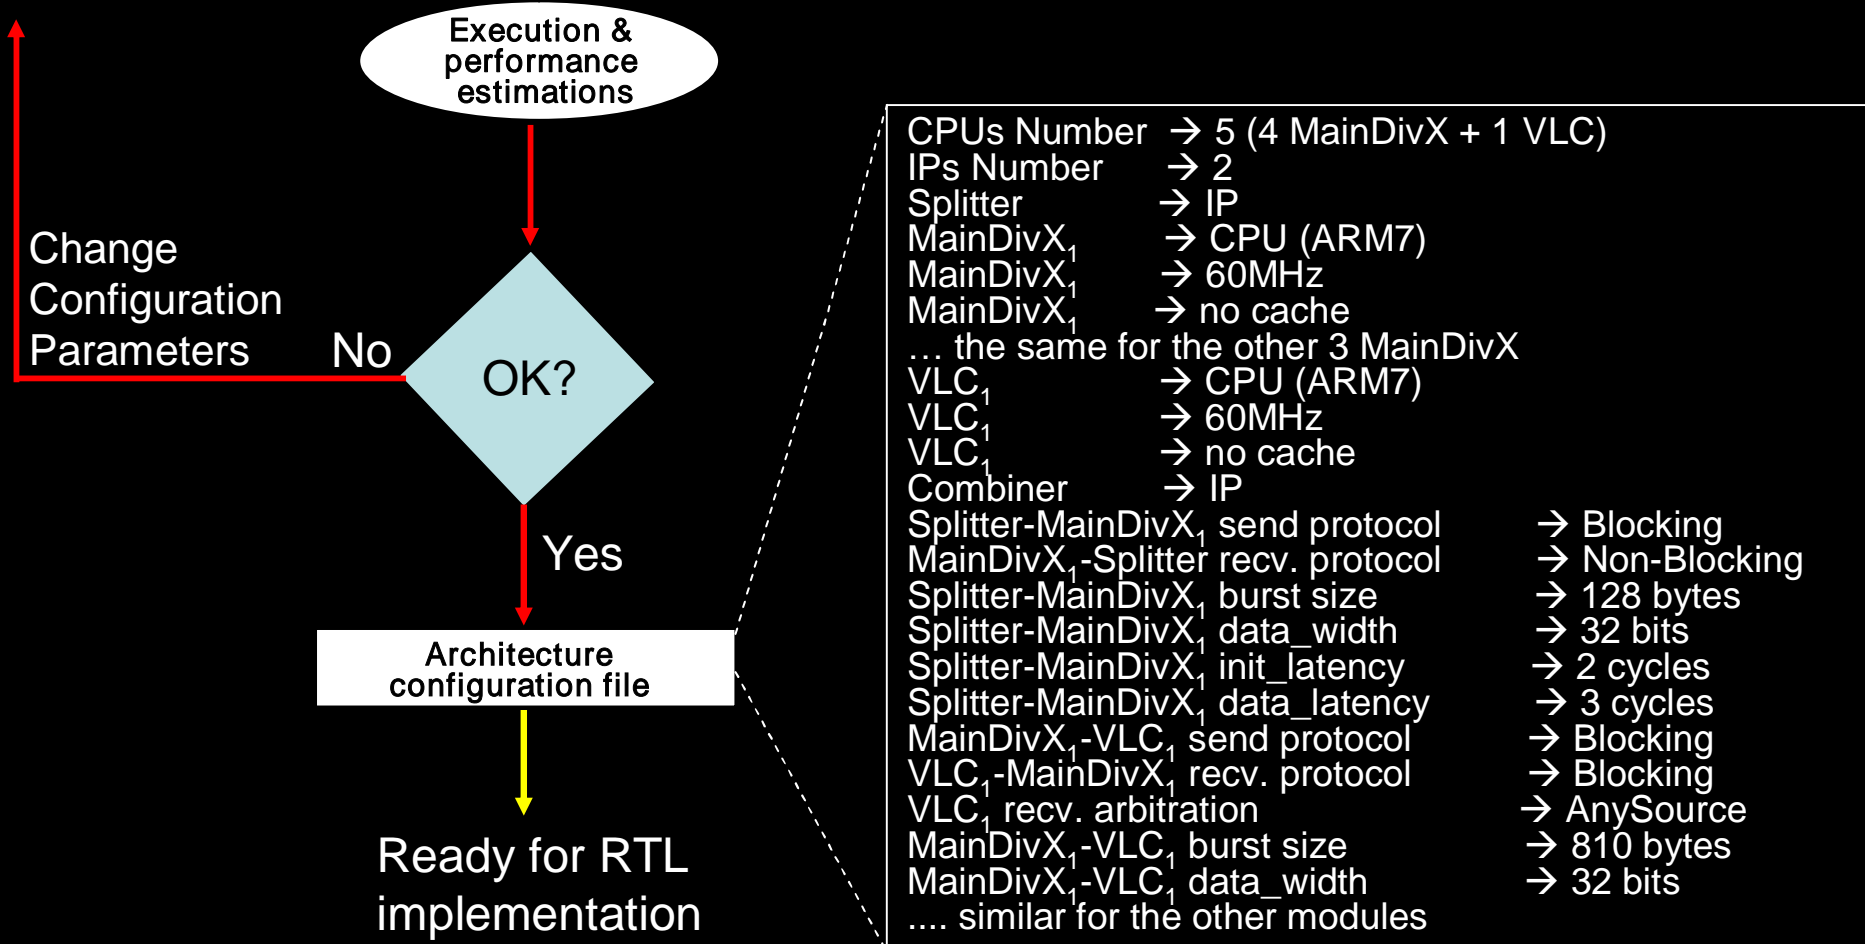 Execution &
performance
estimations
Change
Configuration
Parameters
No
OK?
Yes
Architecture
configuration file
Ready for RTL
implementation
CPUs Number → 5 (4 MainDivX + 1 VLC)
IPs Number → 2
Splitter → IP
MainDivX₁ → CPU (ARM7)
MainDivX₁ → 60MHz
MainDivX₁ → no cache
… the same for the other 3 MainDivX
VLC₁ → CPU (ARM7)
VLC₁ → 60MHz
VLC₁ → no cache
Combiner → IP
Splitter-MainDivX₁ send protocol → Blocking
MainDivX₁-Splitter recv. protocol → Non-Blocking
Splitter-MainDivX₁ burst size → 128 bytes
Splitter-MainDivX₁ data_width → 32 bits
Splitter-MainDivX₁ init_latency → 2 cycles
Splitter-MainDivX₁ data_latency → 3 cycles
MainDivX₁-VLC₁ send protocol → Blocking
VLC₁-MainDivX₁ recv. protocol → Blocking
VLC₁ recv. arbitration → AnySource
MainDivX₁-VLC₁ burst size → 810 bytes
MainDivX₁-VLC₁ data_width → 32 bits
.... similar for the other modules